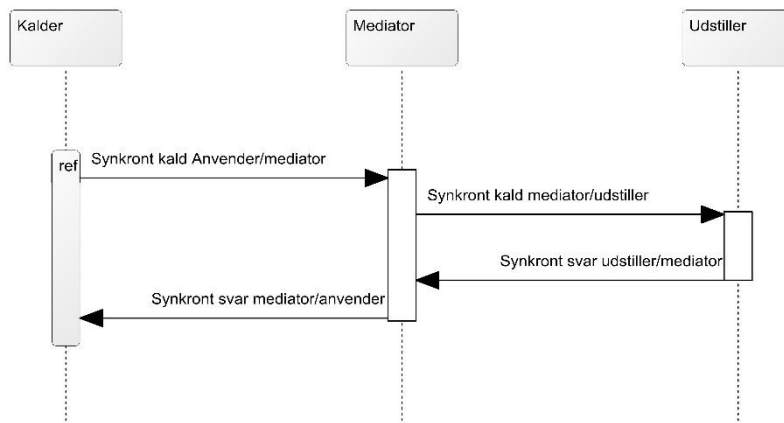 Kalder
Mediator
Udstiller
ref
Synkront kald Anvender/mediator
Synkront kald mediator/udstiller
Synkront svar udstiller/mediator
Synkront svar mediator/anvender